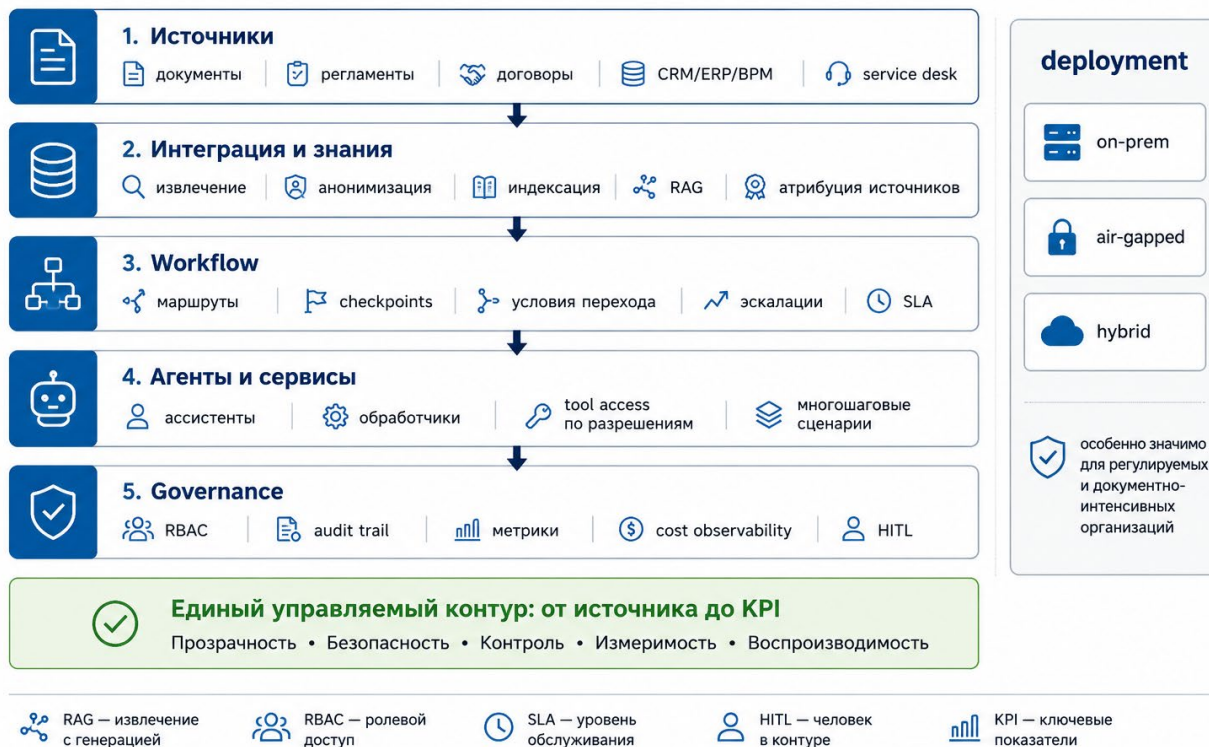 1. Источники
документы
регламенты
договоры
CRM/ERP/BPM
service desk
2. Интеграция и знания
извлечение
анонимизация
индексация
RAG
атрибуция источников
3. Workflow
маршруты
checkpoints
условия перехода
эскалации
SLA
4. Агенты и сервисы
ассистенты
обработчики
tool access
по разрешениям
многошаговые
сценарии
5. Governance
RBAC
audit trail
метрики
cost observability
HITL
Единый управляемый контур: от источника до KPI
Прозрачность • Безопасность • Контроль • Измеримость • Воспроизводимость
deployment
on-prem
air-gapped
hybrid
особенно значимо
для регулируемых
и документно-
интенсивных
организаций
RAG — извлечение
с генерацией
RBAC — ролевой
доступ
SLA — уровень
обслуживания
HITL — человек
в контуре
KPI — ключевые
показатели